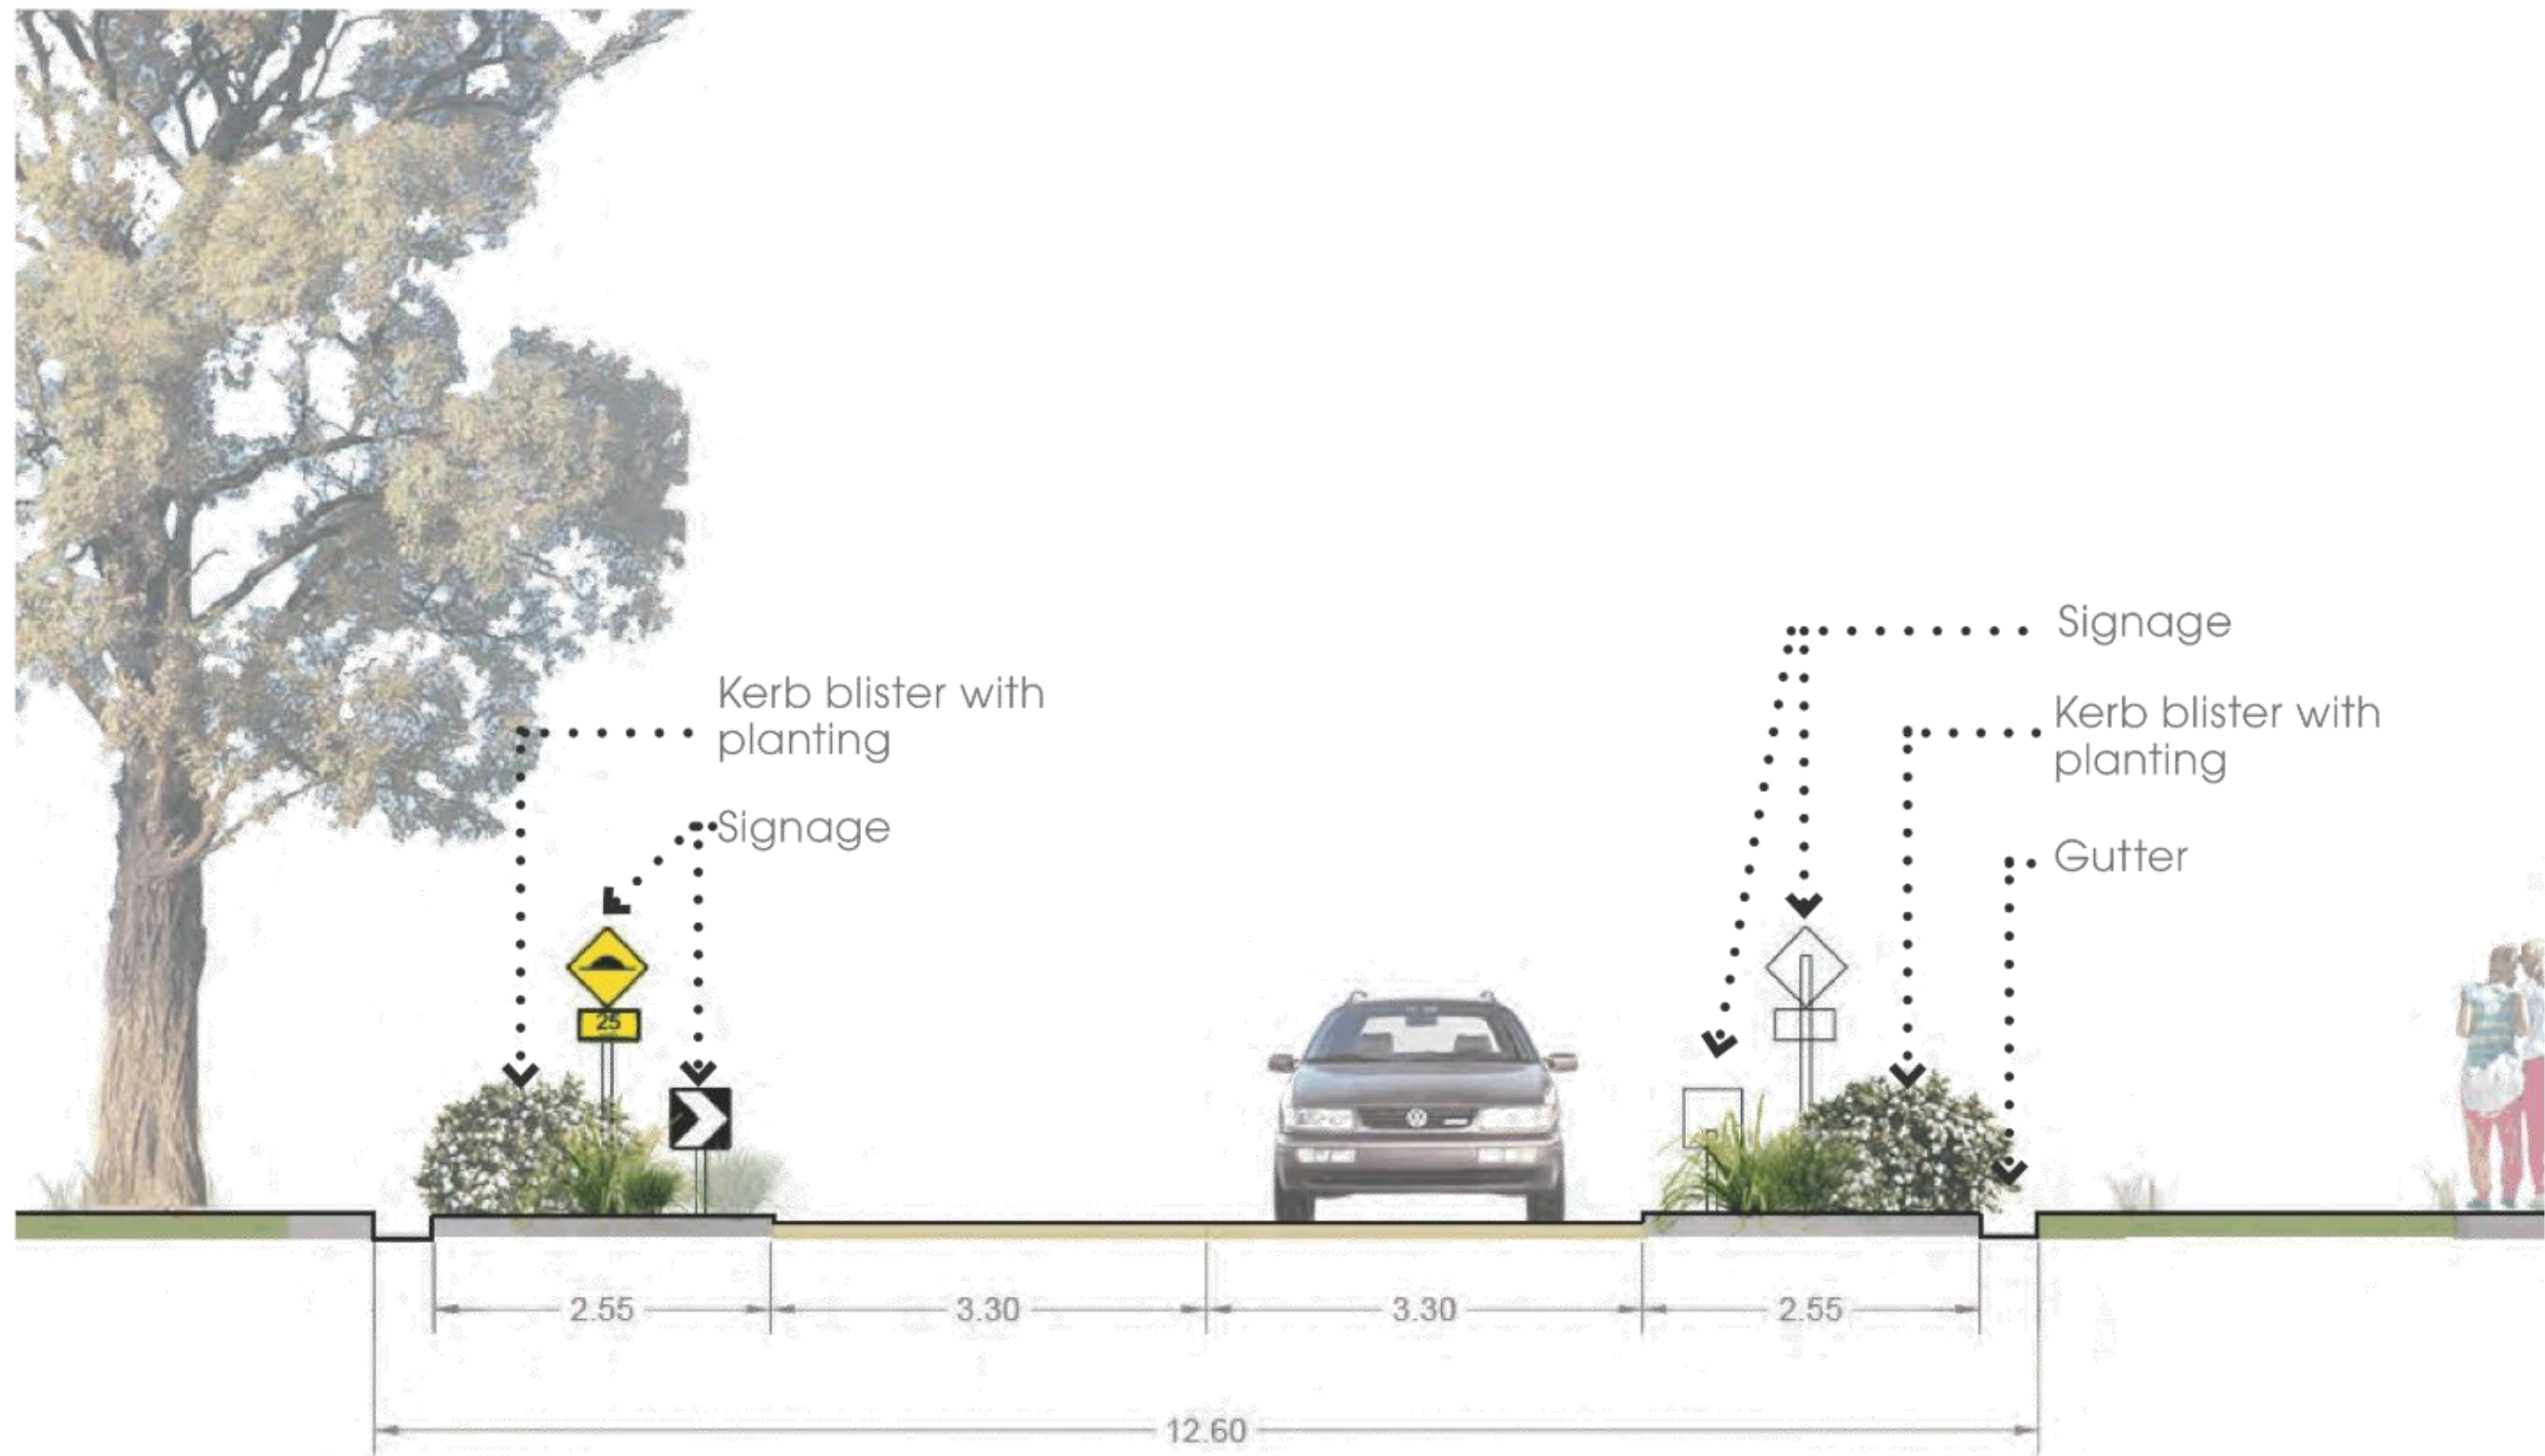 Signage
Kerb blister with
planting
Kerb blister with
planting
Signage
Gutter
25
2.55
3.30
3.30
2.55
12.60